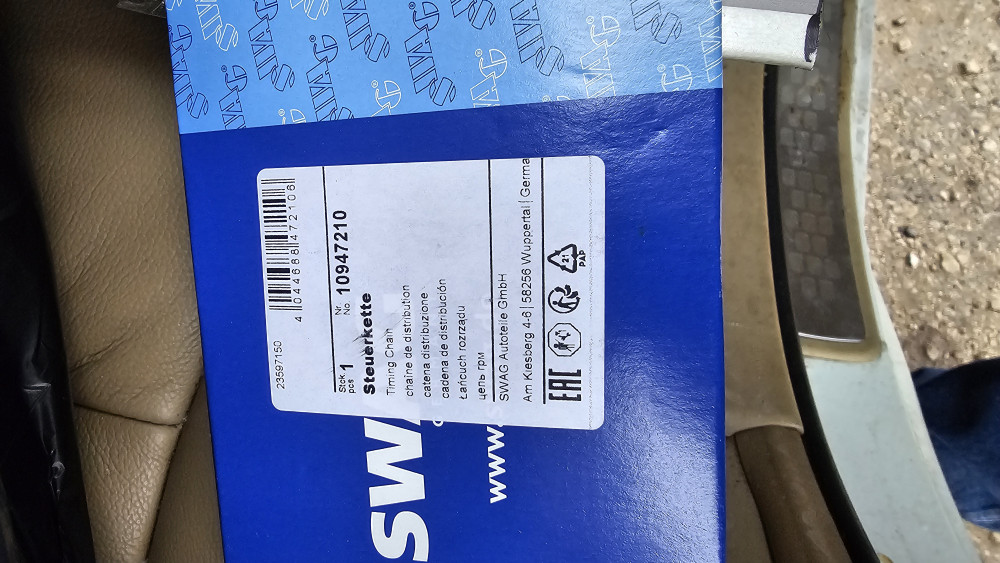 SWAG
4 044688 472106
23597150
Stck
pcs
1
Nr.
No.
10947210
Steuerkette
Timing Chain
chaîne de distribution
catena distribuzione
cadena de distribución
Łańcuch rozrządu
цепь грм
SWAG Autoteile GmbH
Am Kiesberg 4-6 | 58256 Wuppertal | Germa
EAC
21
PAP
SWA
www.s